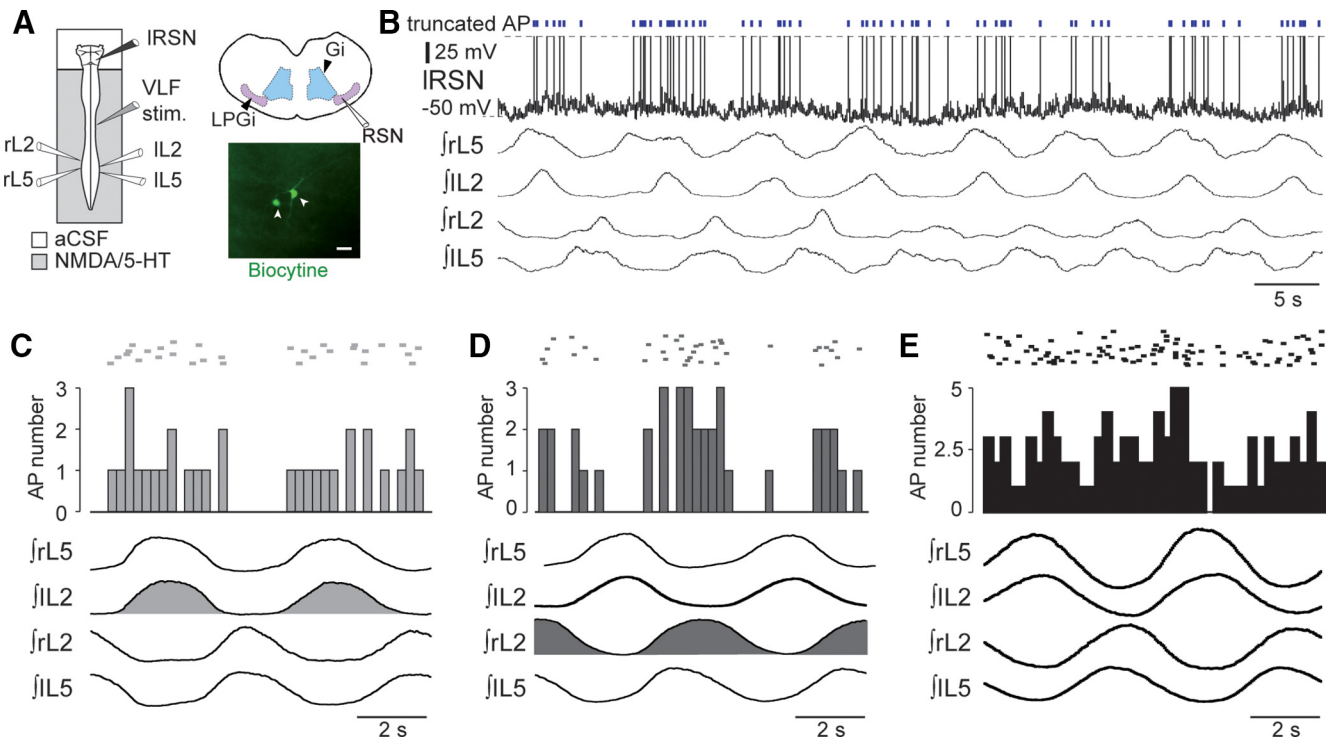 A
lRSN
VLF
stim.
rL2
rL5
lL2
lL5
aCSF
NMDA/5-HT
Gi
LPGi
RSN
Biocytine
B
truncated AP
25 mV
lRSN
-50 mV
∫rL5
∫lL2
∫rL2
∫lL5
5 s
C
AP number
3
2
1
0
∫rL5
∫lL2
∫rL2
∫lL5
2 s
D
AP number
3
2
1
0
∫rL5
∫lL2
∫rL2
∫lL5
2 s
E
AP number
5
2.5
0
∫rL5
∫lL2
∫rL2
∫lL5
2 s